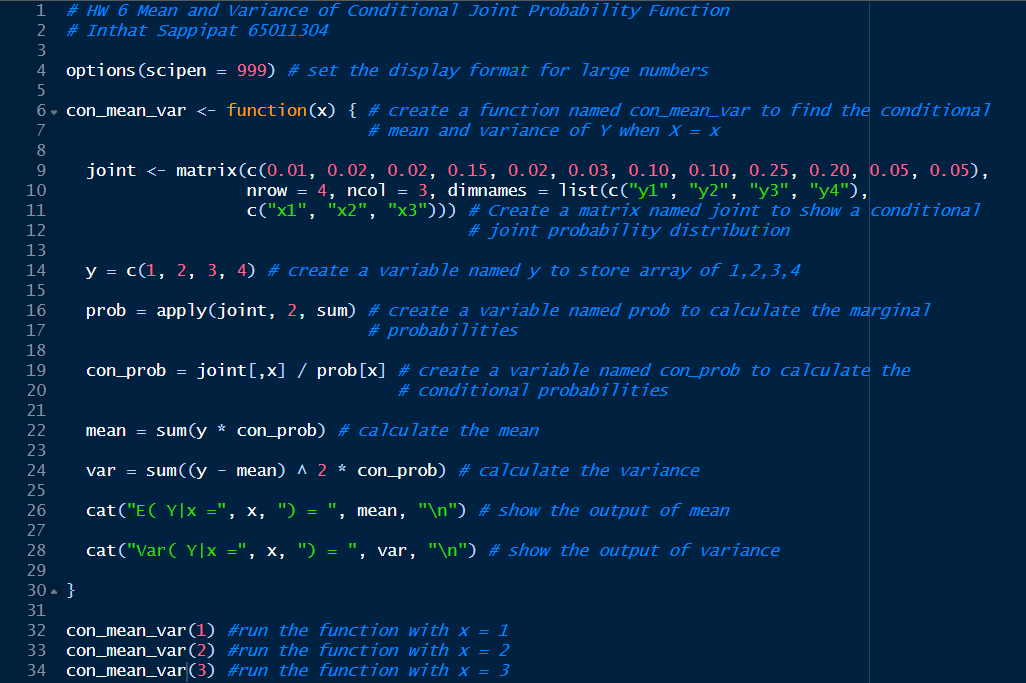 1 # HW 6 Mean and Variance of Conditional Joint Probability Function
2 # Inthat Sappipat 65011304
3
4 options(scipen = 999) # set the display format for large numbers
5
6 con_mean_var <- function(x) { # create a function named con_mean_var to find the conditional
7 # mean and variance of Y when X = x
8
9 joint <- matrix(c(0.01, 0.02, 0.02, 0.15, 0.02, 0.03, 0.10, 0.10, 0.25, 0.20, 0.05, 0.05),
10 nrow = 4, ncol = 3, dimnames = list(c("y1", "y2", "y3", "y4"),
11 c("x1", "x2", "x3"))) # Create a matrix named joint to show a conditional
12 # joint probability distribution
13
14 y = c(1, 2, 3, 4) # create a variable named y to store array of 1,2,3,4
15
16 prob = apply(joint, 2, sum) # create a variable named prob to calculate the marginal
17 # probabilities
18
19 con_prob = joint[,x] / prob[x] # create a variable named con_prob to calculate the
20 # conditional probabilities
21
22 mean = sum(y * con_prob) # calculate the mean
23
24 var = sum((y - mean) ^ 2 * con_prob) # calculate the variance
25
26 cat("E( Y|x =", x, ") = ", mean, "\n") # show the output of mean
27
28 cat("Var( Y|x =", x, ") = ", var, "\n") # show the output of variance
29
30 }
31
32 con_mean_var(1) #run the function with x = 1
33 con_mean_var(2) #run the function with x = 2
34 con_mean_var(3) #run the function with x = 3